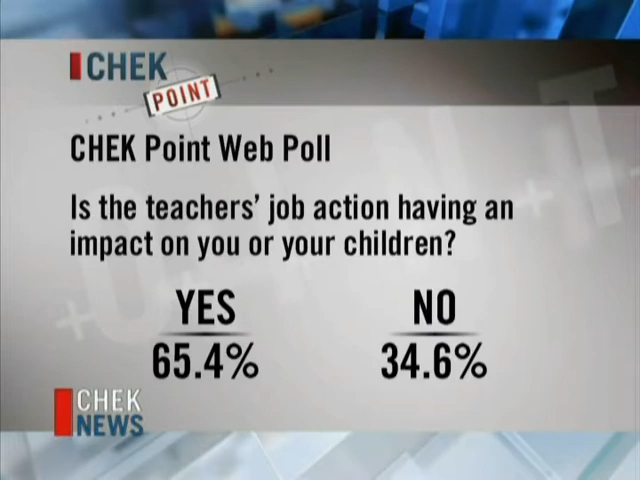 CHEK
POINT
CHEK Point Web Poll
Is the teachers' job action having an
impact on you or your children?
YES NO
65.4% 34.6%
CHEK
NEWS